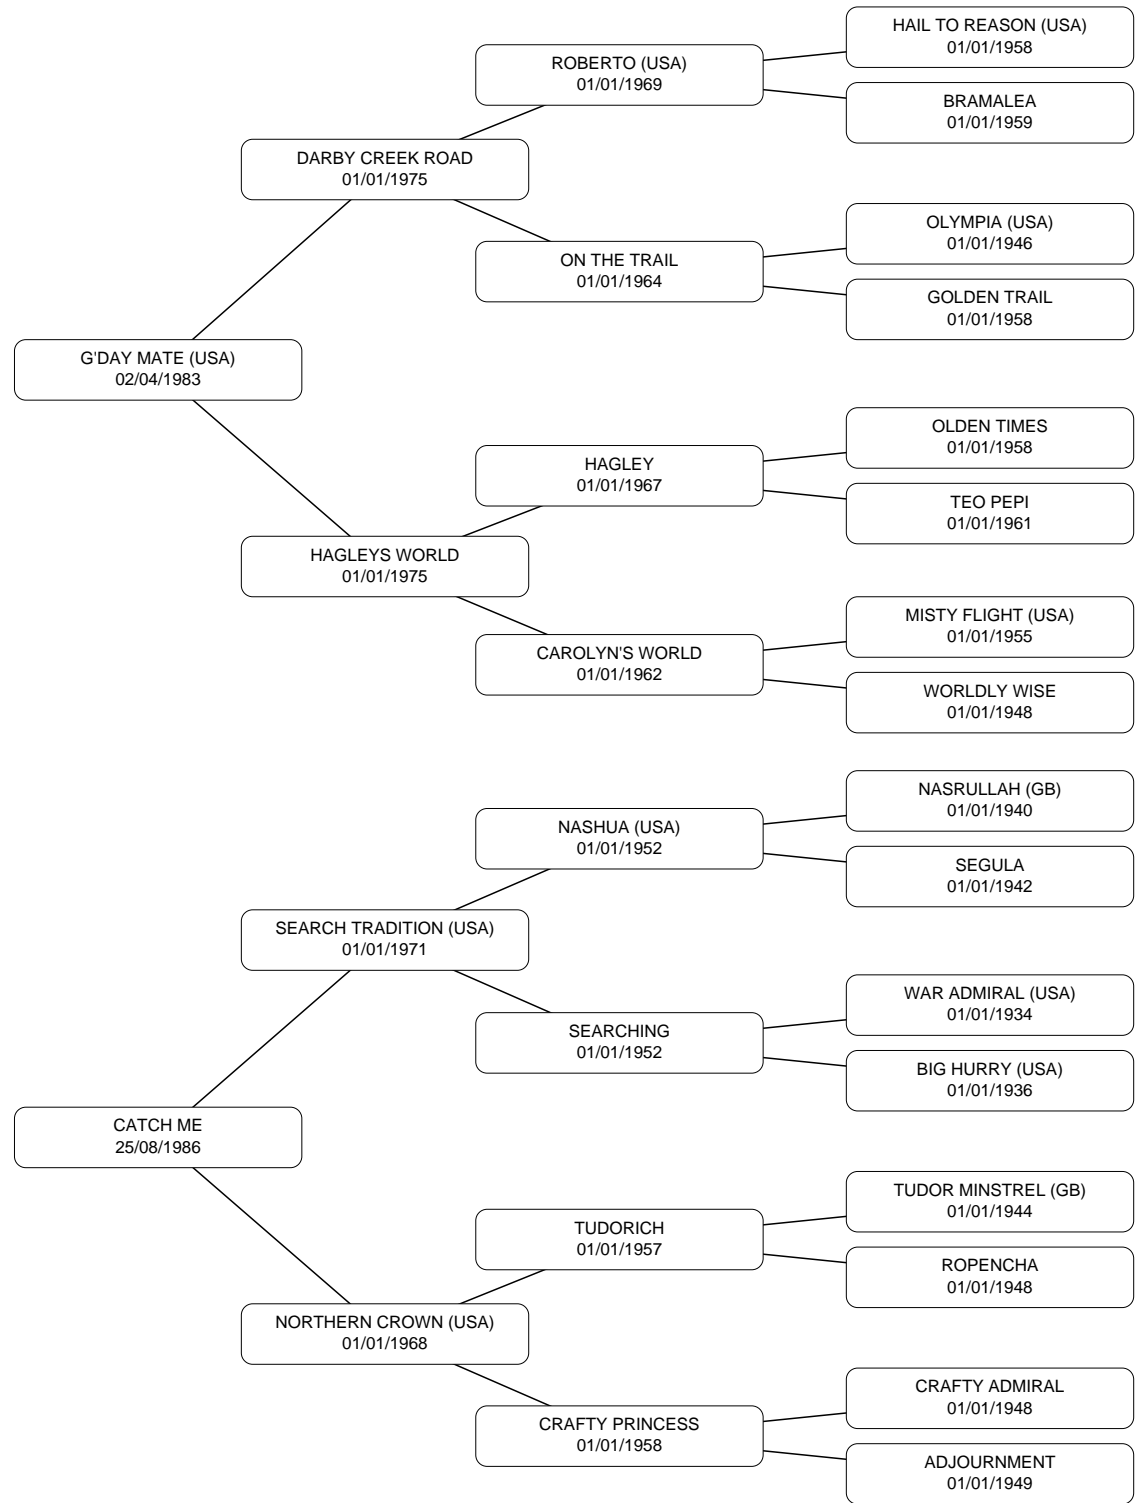 HAIL TO REASON (USA)
01/01/1958
ROBERTO (USA)
01/01/1969
BRAMALEA
01/01/1959
DARBY CREEK ROAD
01/01/1975
OLYMPIA (USA)
01/01/1946
ON THE TRAIL
01/01/1964
GOLDEN TRAIL
01/01/1958
G'DAY MATE (USA)
02/04/1983
OLDEN TIMES
01/01/1958
HAGLEY
01/01/1967
TEO PEPI
01/01/1961
HAGLEYS WORLD
01/01/1975
MISTY FLIGHT (USA)
01/01/1955
CAROLYN'S WORLD
01/01/1962
WORLDLY WISE
01/01/1948
NASRULLAH (GB)
01/01/1940
NASHUA (USA)
01/01/1952
SEGULA
01/01/1942
SEARCH TRADITION (USA)
01/01/1971
WAR ADMIRAL (USA)
01/01/1934
SEARCHING
01/01/1952
BIG HURRY (USA)
01/01/1936
CATCH ME
25/08/1986
TUDOR MINSTREL (GB)
01/01/1944
TUDORICH
01/01/1957
ROPENCHA
01/01/1948
NORTHERN CROWN (USA)
01/01/1968
CRAFTY ADMIRAL
01/01/1948
CRAFTY PRINCESS
01/01/1958
ADJOURNMENT
01/01/1949